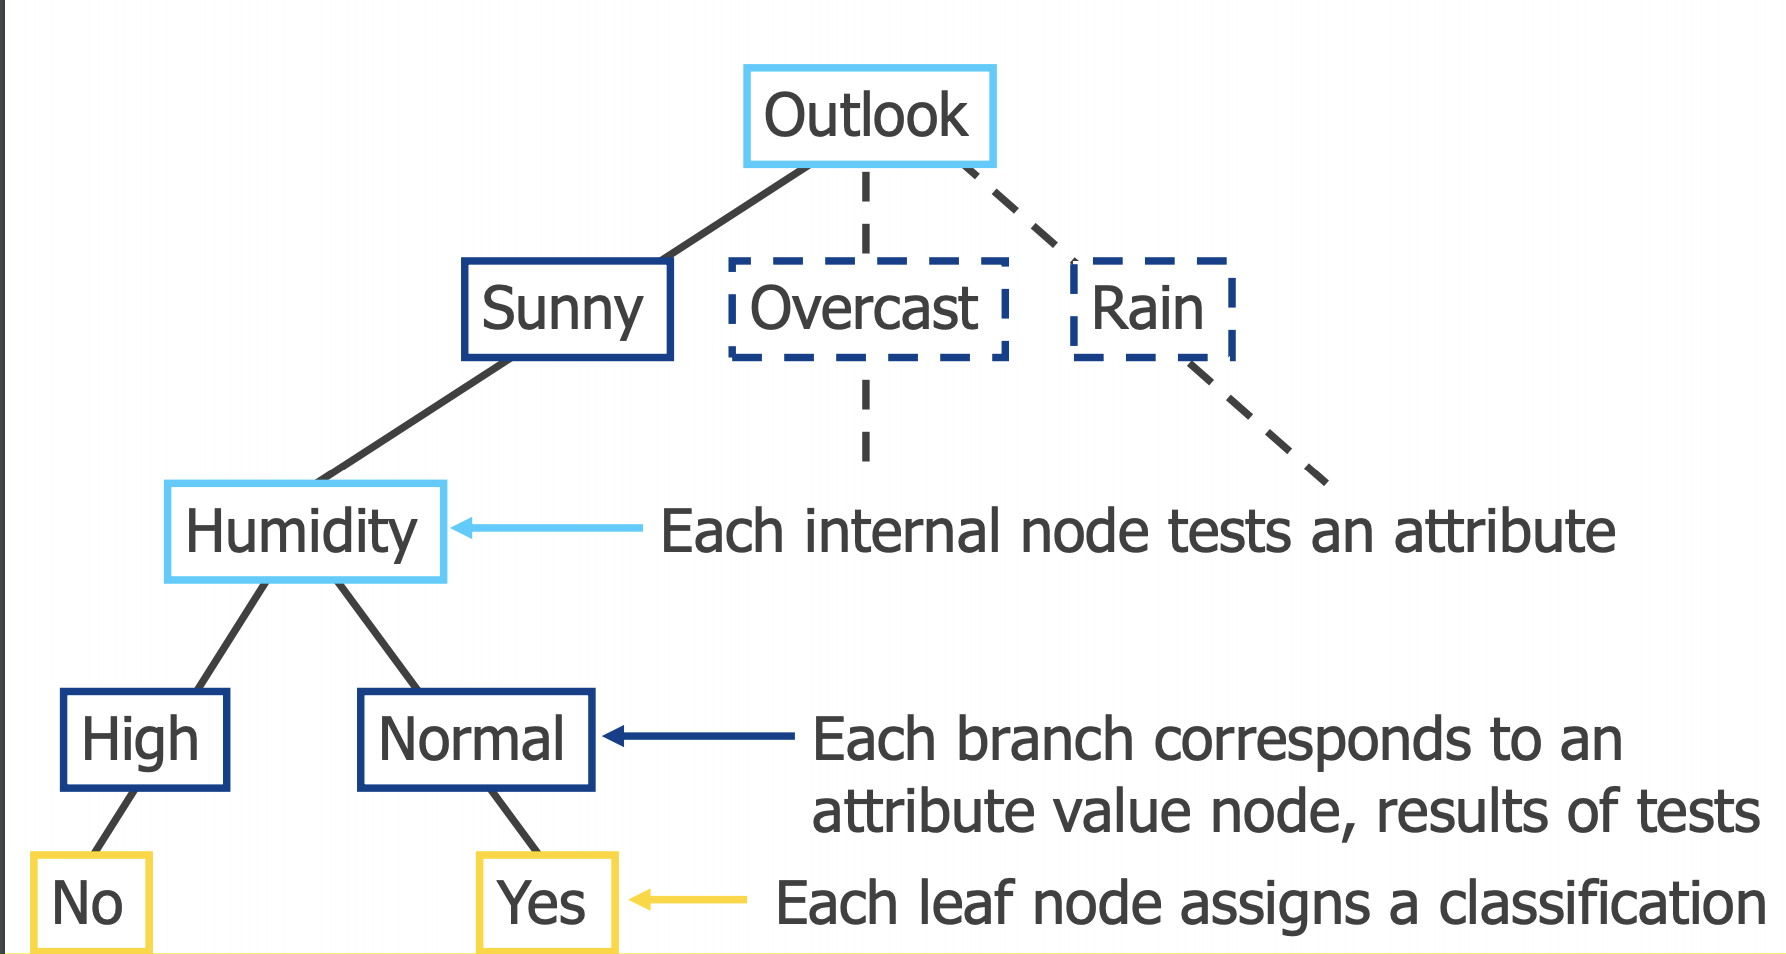 Outlook
Sunny
Overcast
Rain
Humidity
Each internal node tests an attribute
High
Normal
Each branch corresponds to an
attribute value node, results of tests
No
Yes
Each leaf node assigns a classification